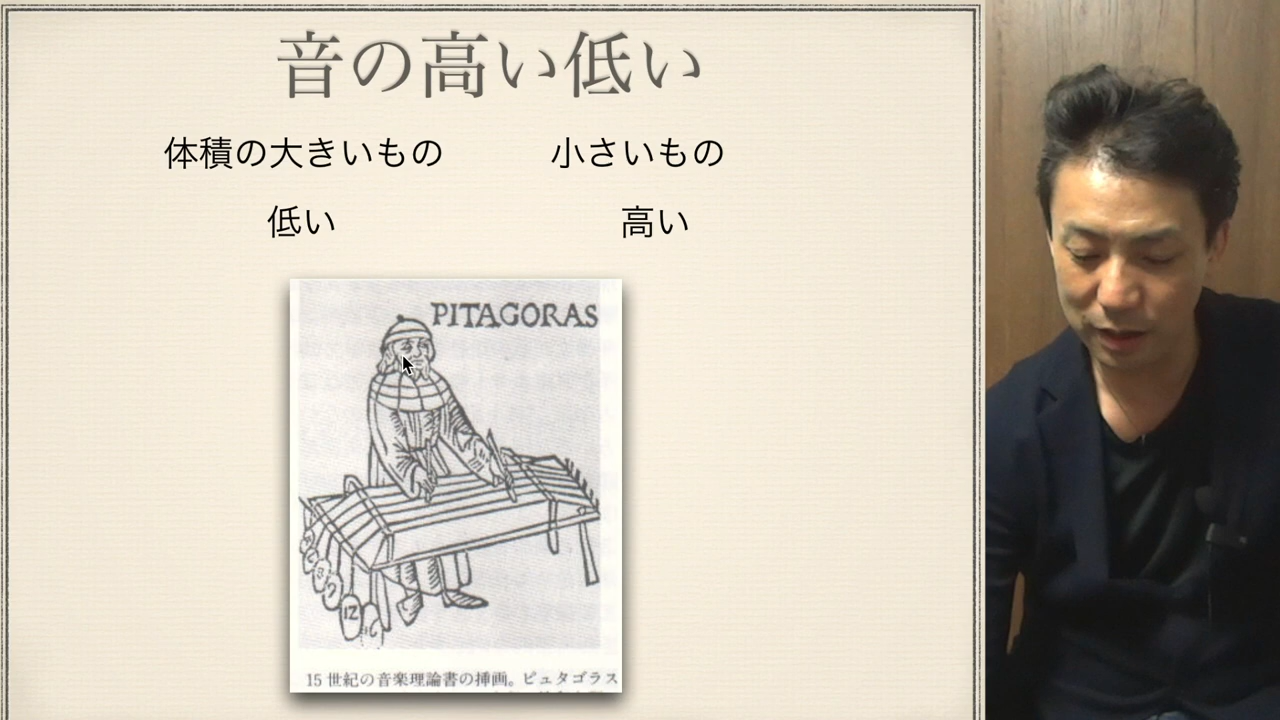 音の高い低い
体積の大きいもの 小さいもの
低い 高い
PITAGORAS
12
15 世紀の音楽理論書の挿画。ピュタゴラス